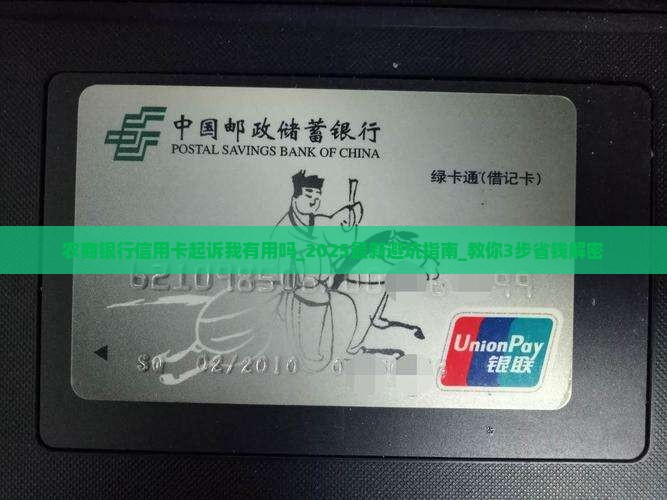 中国邮政储蓄银行
POSTAL SAVINGS BANK OF CHINA
绿卡通(借记卡)
农商银行信用卡起诉我有用吗_2025最新避坑指南_教你3步省钱解密
UnionPay
银联
02/2010